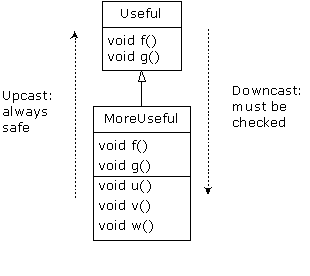 Useful
void f()
void g()
Upcast:
always
safe
Downcast:
must be
checked
MoreUseful
void f()
void g()
void u()
void v()
void w()